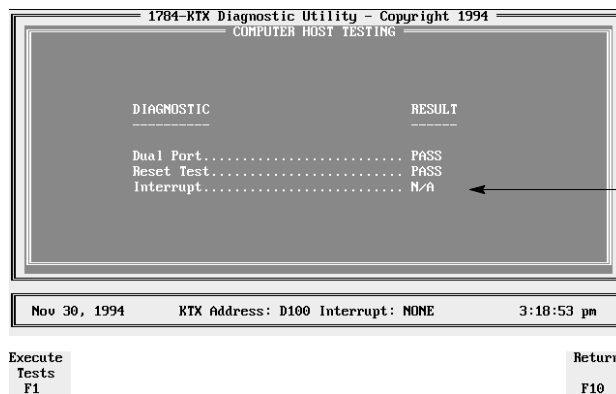 1784-KTX Diagnostic Utility - Copyright 1994
COMPUTER HOST TESTING
DIAGNOSTIC RESULT
---------- ------
Dual Port.......................... PASS
Reset Test......................... PASS
Interrupt.......................... N/A
Nov 30, 1994 KTX Address: D100 Interrupt: NONE 3:18:53 pm
Execute Return
Tests
F1 F10